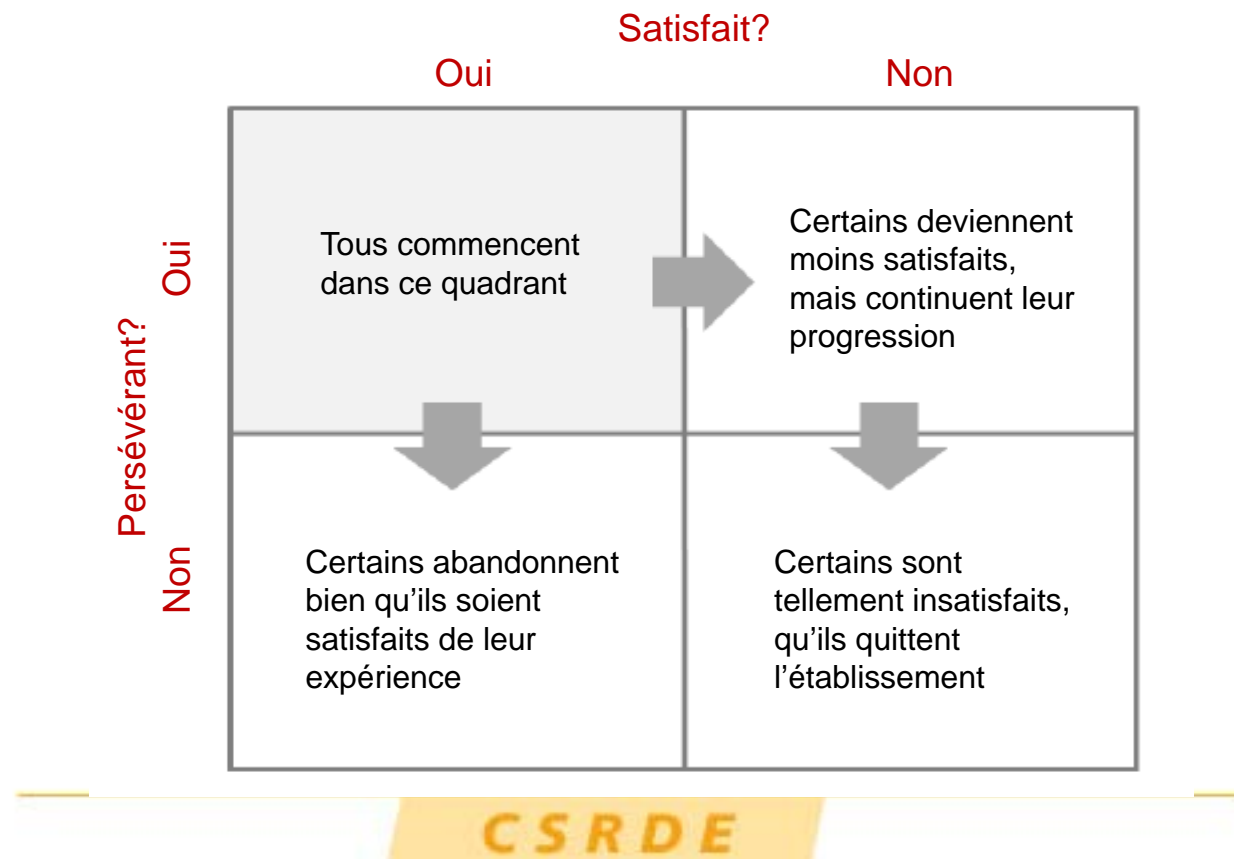 Satisfait?
Oui
Non
Persévérant?
Oui
Non
Tous commencent
dans ce quadrant
Certains deviennent
moins satisfaits,
mais continuent leur
progression
Certains abandonnent
bien qu'ils soient
satisfaits de leur
expérience
Certains sont
tellement insatisfaits,
qu'ils quittent
l'établissement
CSRDE